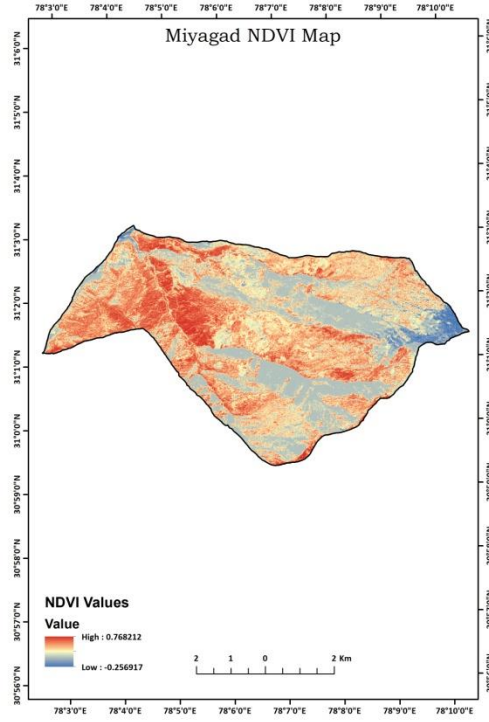 78°3'0"E 78°4'0"E 78°5'0"E 78°6'0"E 78°7'0"E 78°8'0"E 78°9'0"E 78°10'0"E
Miyagad NDVI Map
31°6'0"N
31°5'0"N
31°4'0"N
31°3'0"N
31°2'0"N
31°1'0"N
31°0'0"N
30°59'0"N
30°58'0"N
30°57'0"N
30°56'0"N
NDVI Values
Value
High : 0.768212
Low : -0.256917
2 1 0 2 Km
78°3'0"E 78°4'0"E 78°5'0"E 78°6'0"E 78°7'0"E 78°8'0"E 78°9'0"E 78°10'0"E